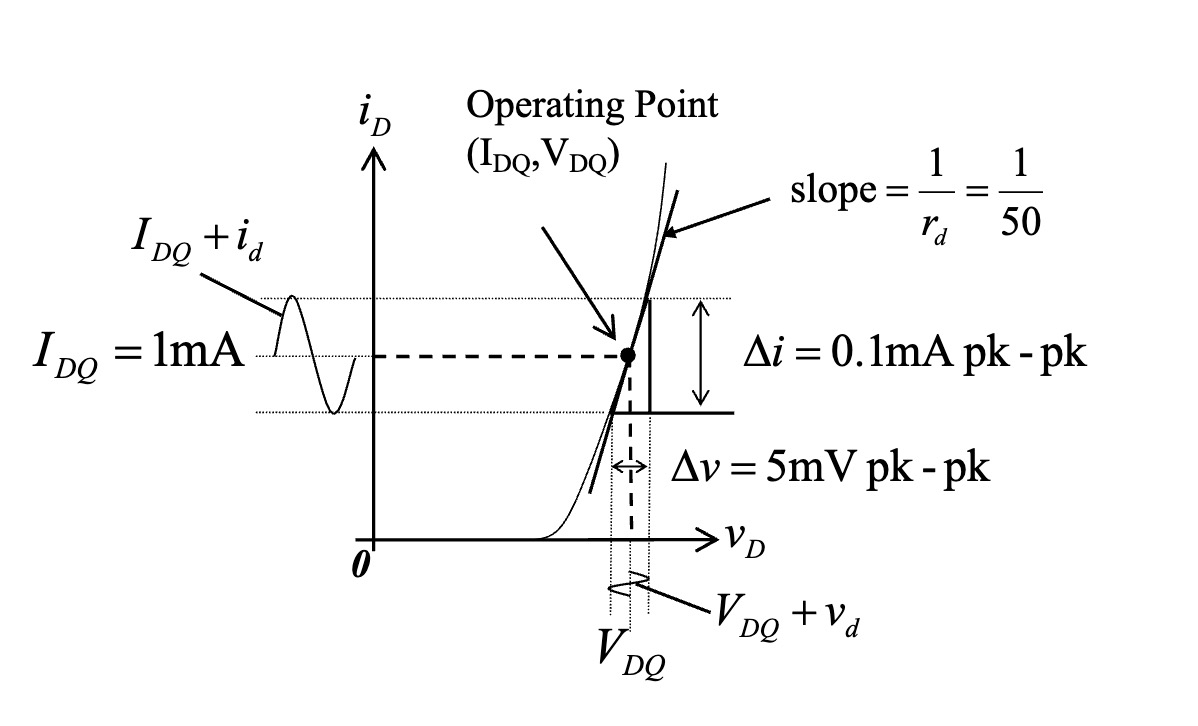 i_D
Operating Point
(I_DQ,V_DQ)
slope = 1/r_d = 1/50
I_DQ + i_d
I_DQ = 1mA
Δi = 0.1mA pk - pk
Δv = 5mV pk - pk
v_D
0
V_DQ + v_d
V_DQ